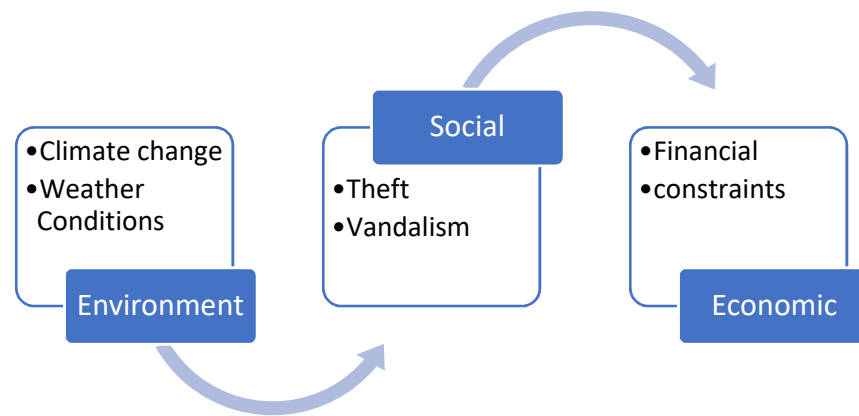 •Climate change
•Weather
Conditions
Environment
Social
•Theft
•Vandalism
•Financial
•constraints
Economic